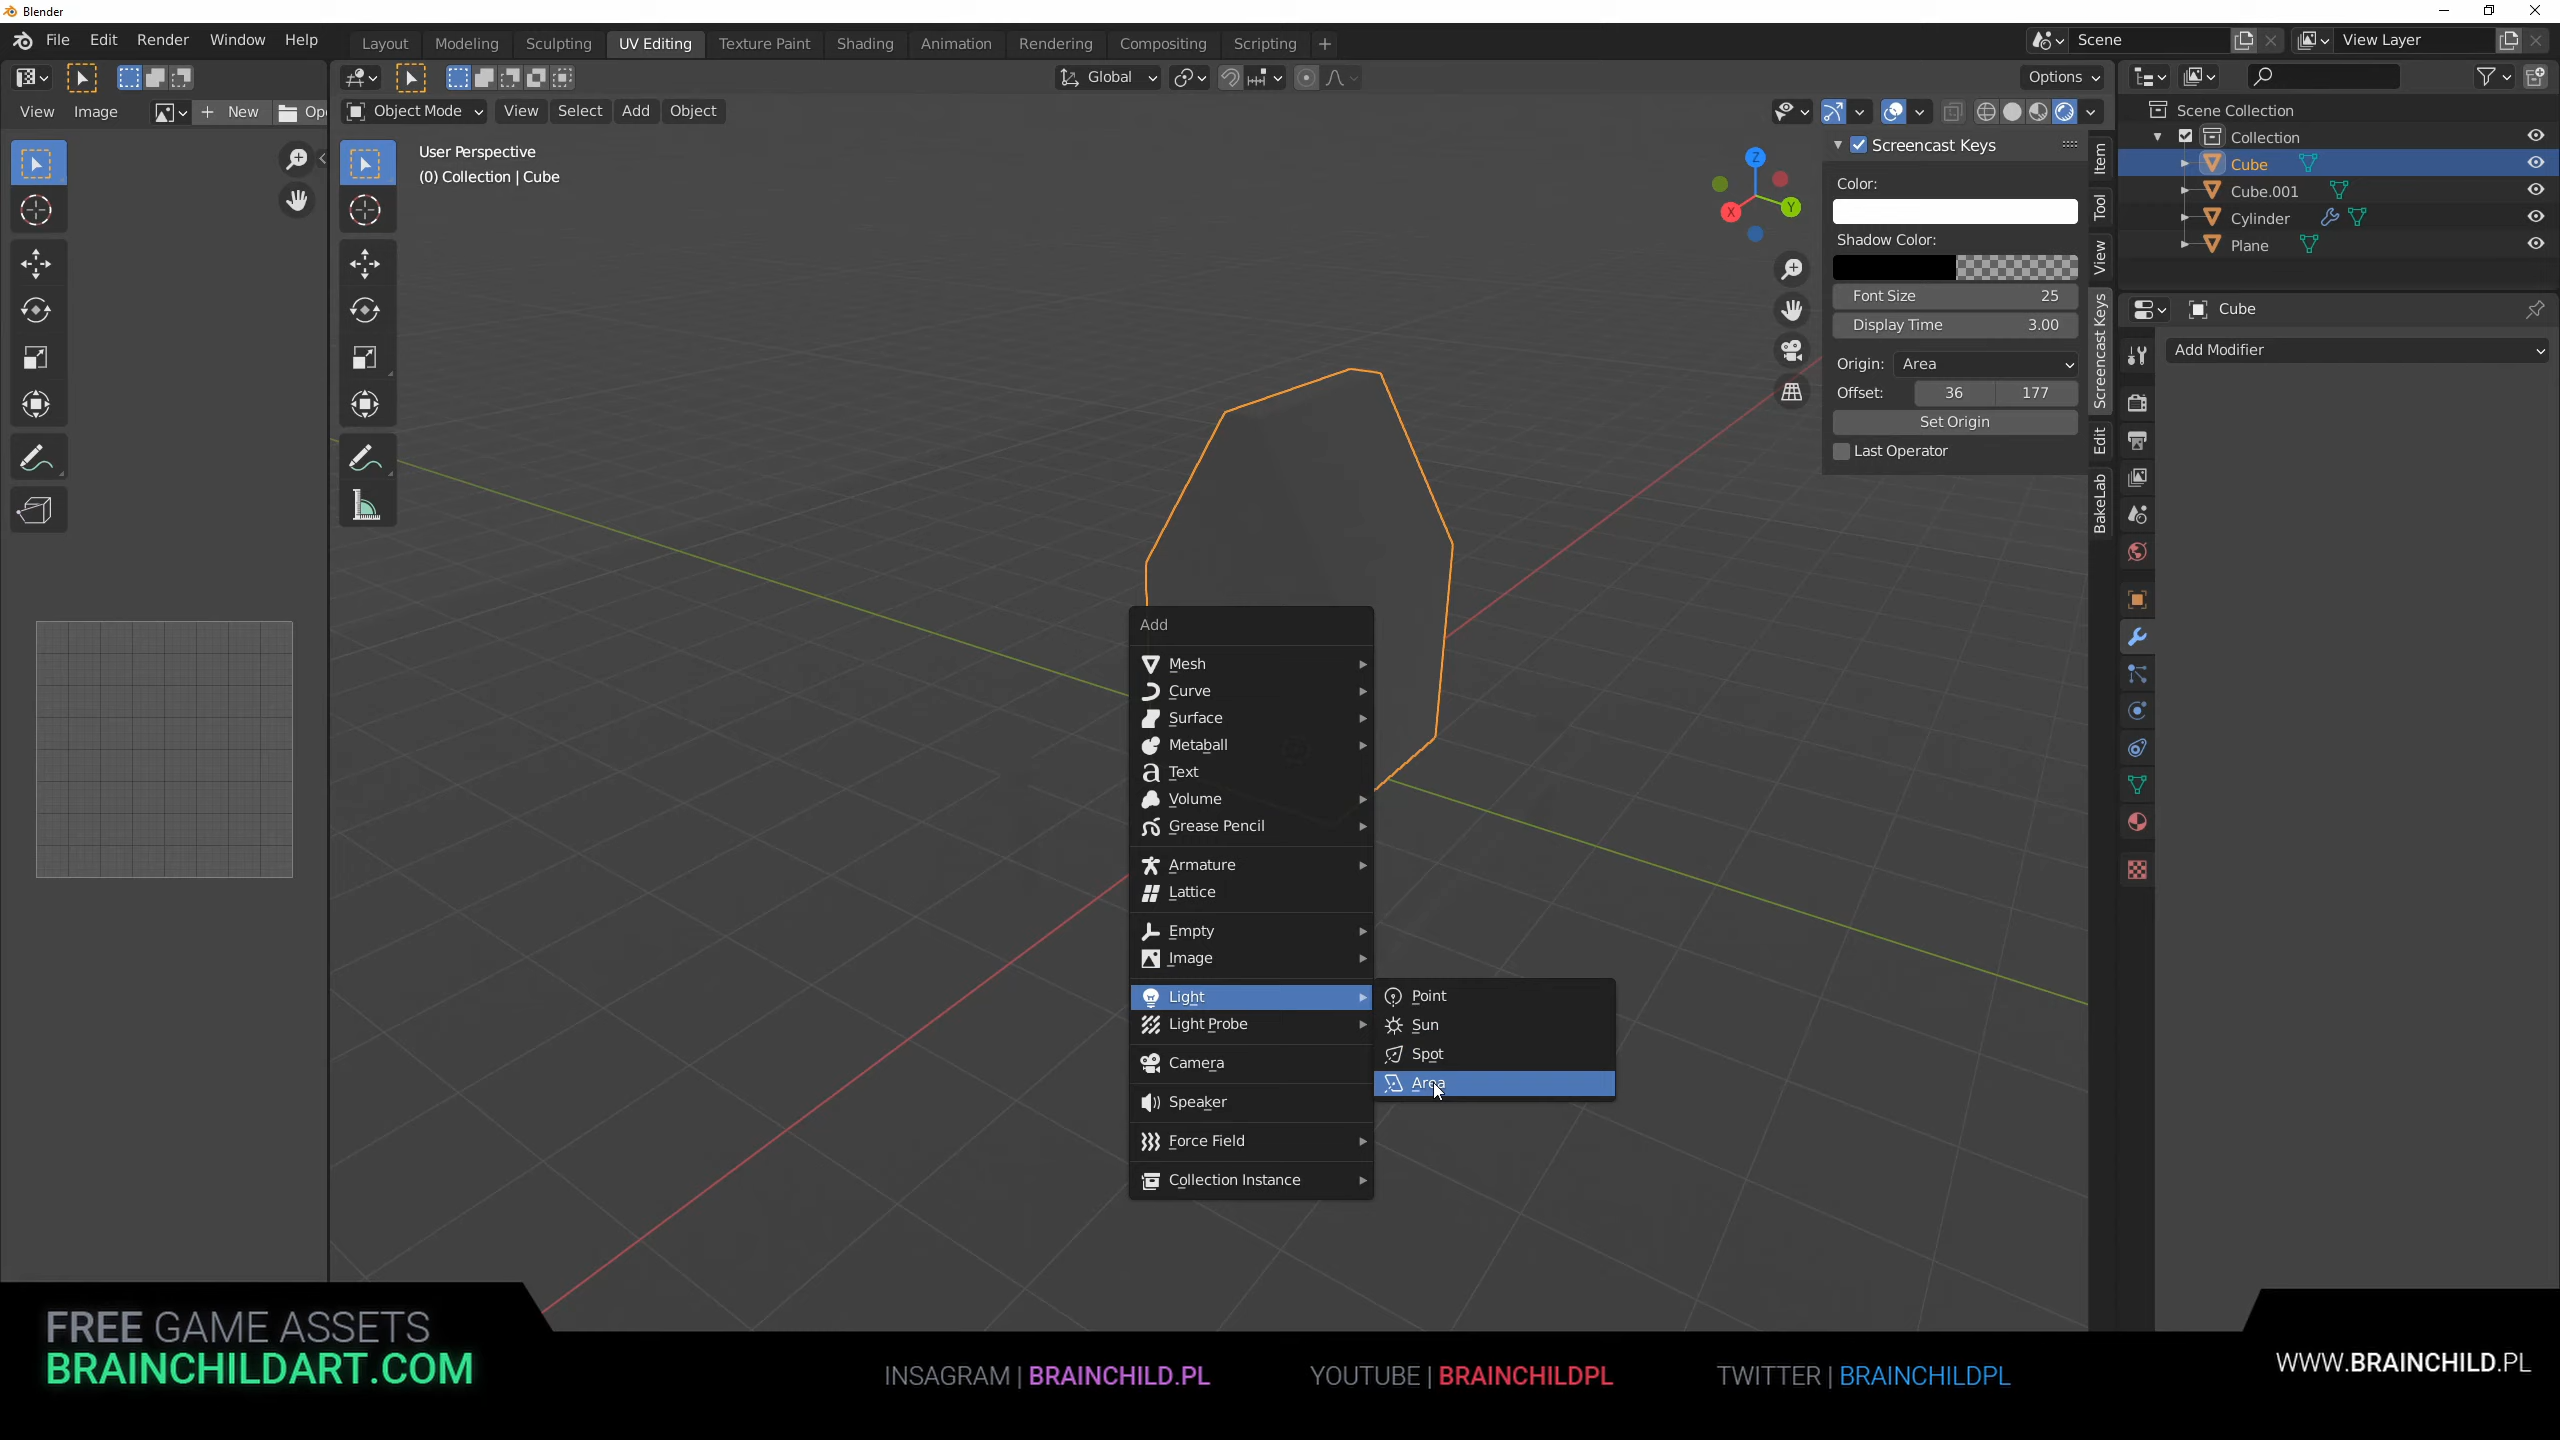 Blender
File Edit Render Window Help
Layout Modeling Sculpting UV Editing Texture Paint Shading Animation Rendering Compositing Scripting +
Scene
View Layer
Global
Options
View Image + New Op
Object Mode View Select Add Object
User Perspective
(0) Collection | Cube
Z
X
Y
Screencast Keys
Color:
Shadow Color:
Font Size 25
Display Time 3.00
Origin: Area
Offset: 36 177
Set Origin
Last Operator
Item
Tool
View
Screencast Keys
Edit
BakeLab
Scene Collection
Collection
Cube
Cube.001
Cylinder
Plane
Cube
Add Modifier
Add
Mesh
Curve
Surface
Metaball
Text
Volume
Grease Pencil
Armature
Lattice
Empty
Image
Light
Light Probe
Camera
Speaker
Force Field
Collection Instance
Point
Sun
Spot
Area
FREE GAME ASSETS
BRAINCHILDART.COM
INSAGRAM | BRAINCHILD.PL
YOUTUBE | BRAINCHILDPL
TWITTER | BRAINCHILDPL
WWW.BRAINCHILD.PL